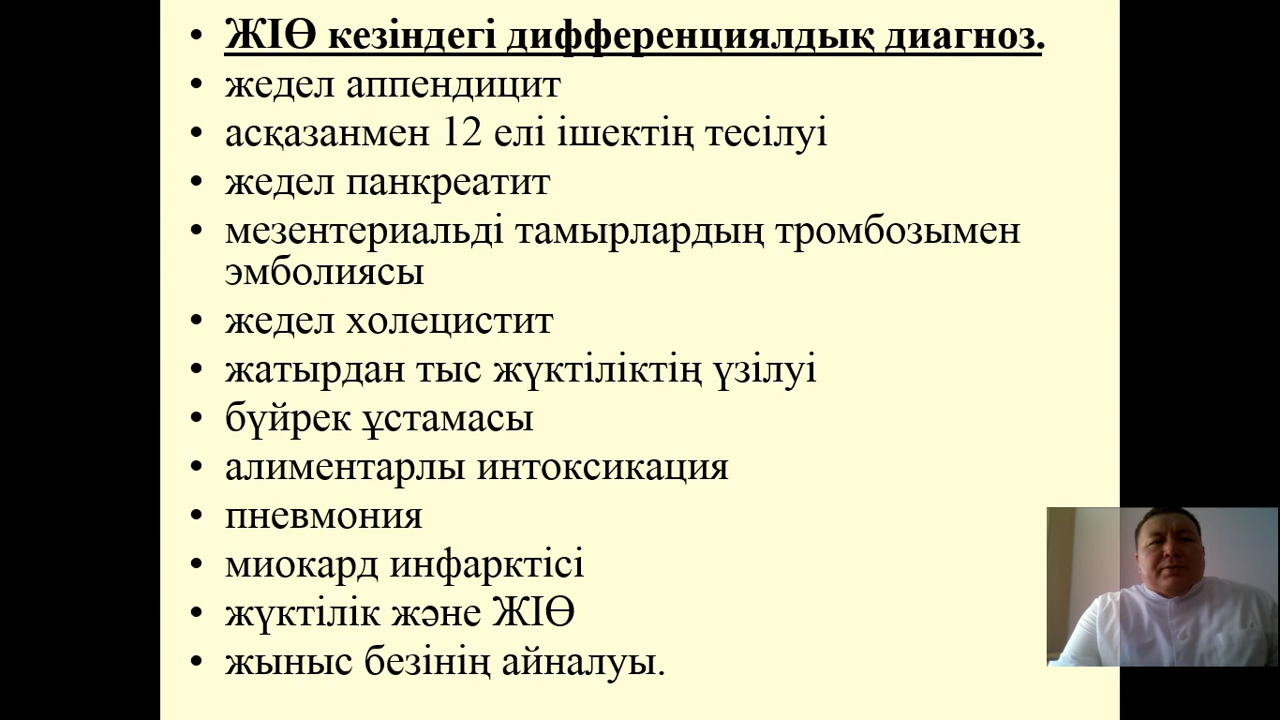 • ЖІӨ кезіндегі дифференциялдық диагноз.
• жедел аппендицит
• асқазанмен 12 елі ішектің тесілуі
• жедел панкреатит
• мезентериальді тамырлардың тромбозымен
эмболиясы
• жедел холецистит
• жатырдан тыс жүктіліктің үзілуі
• бүйрек ұстамасы
• алиментарлы интоксикация
• пневмония
• миокард инфарктісі
• жүктілік және ЖІӨ
• жыныс безінің айналуы.